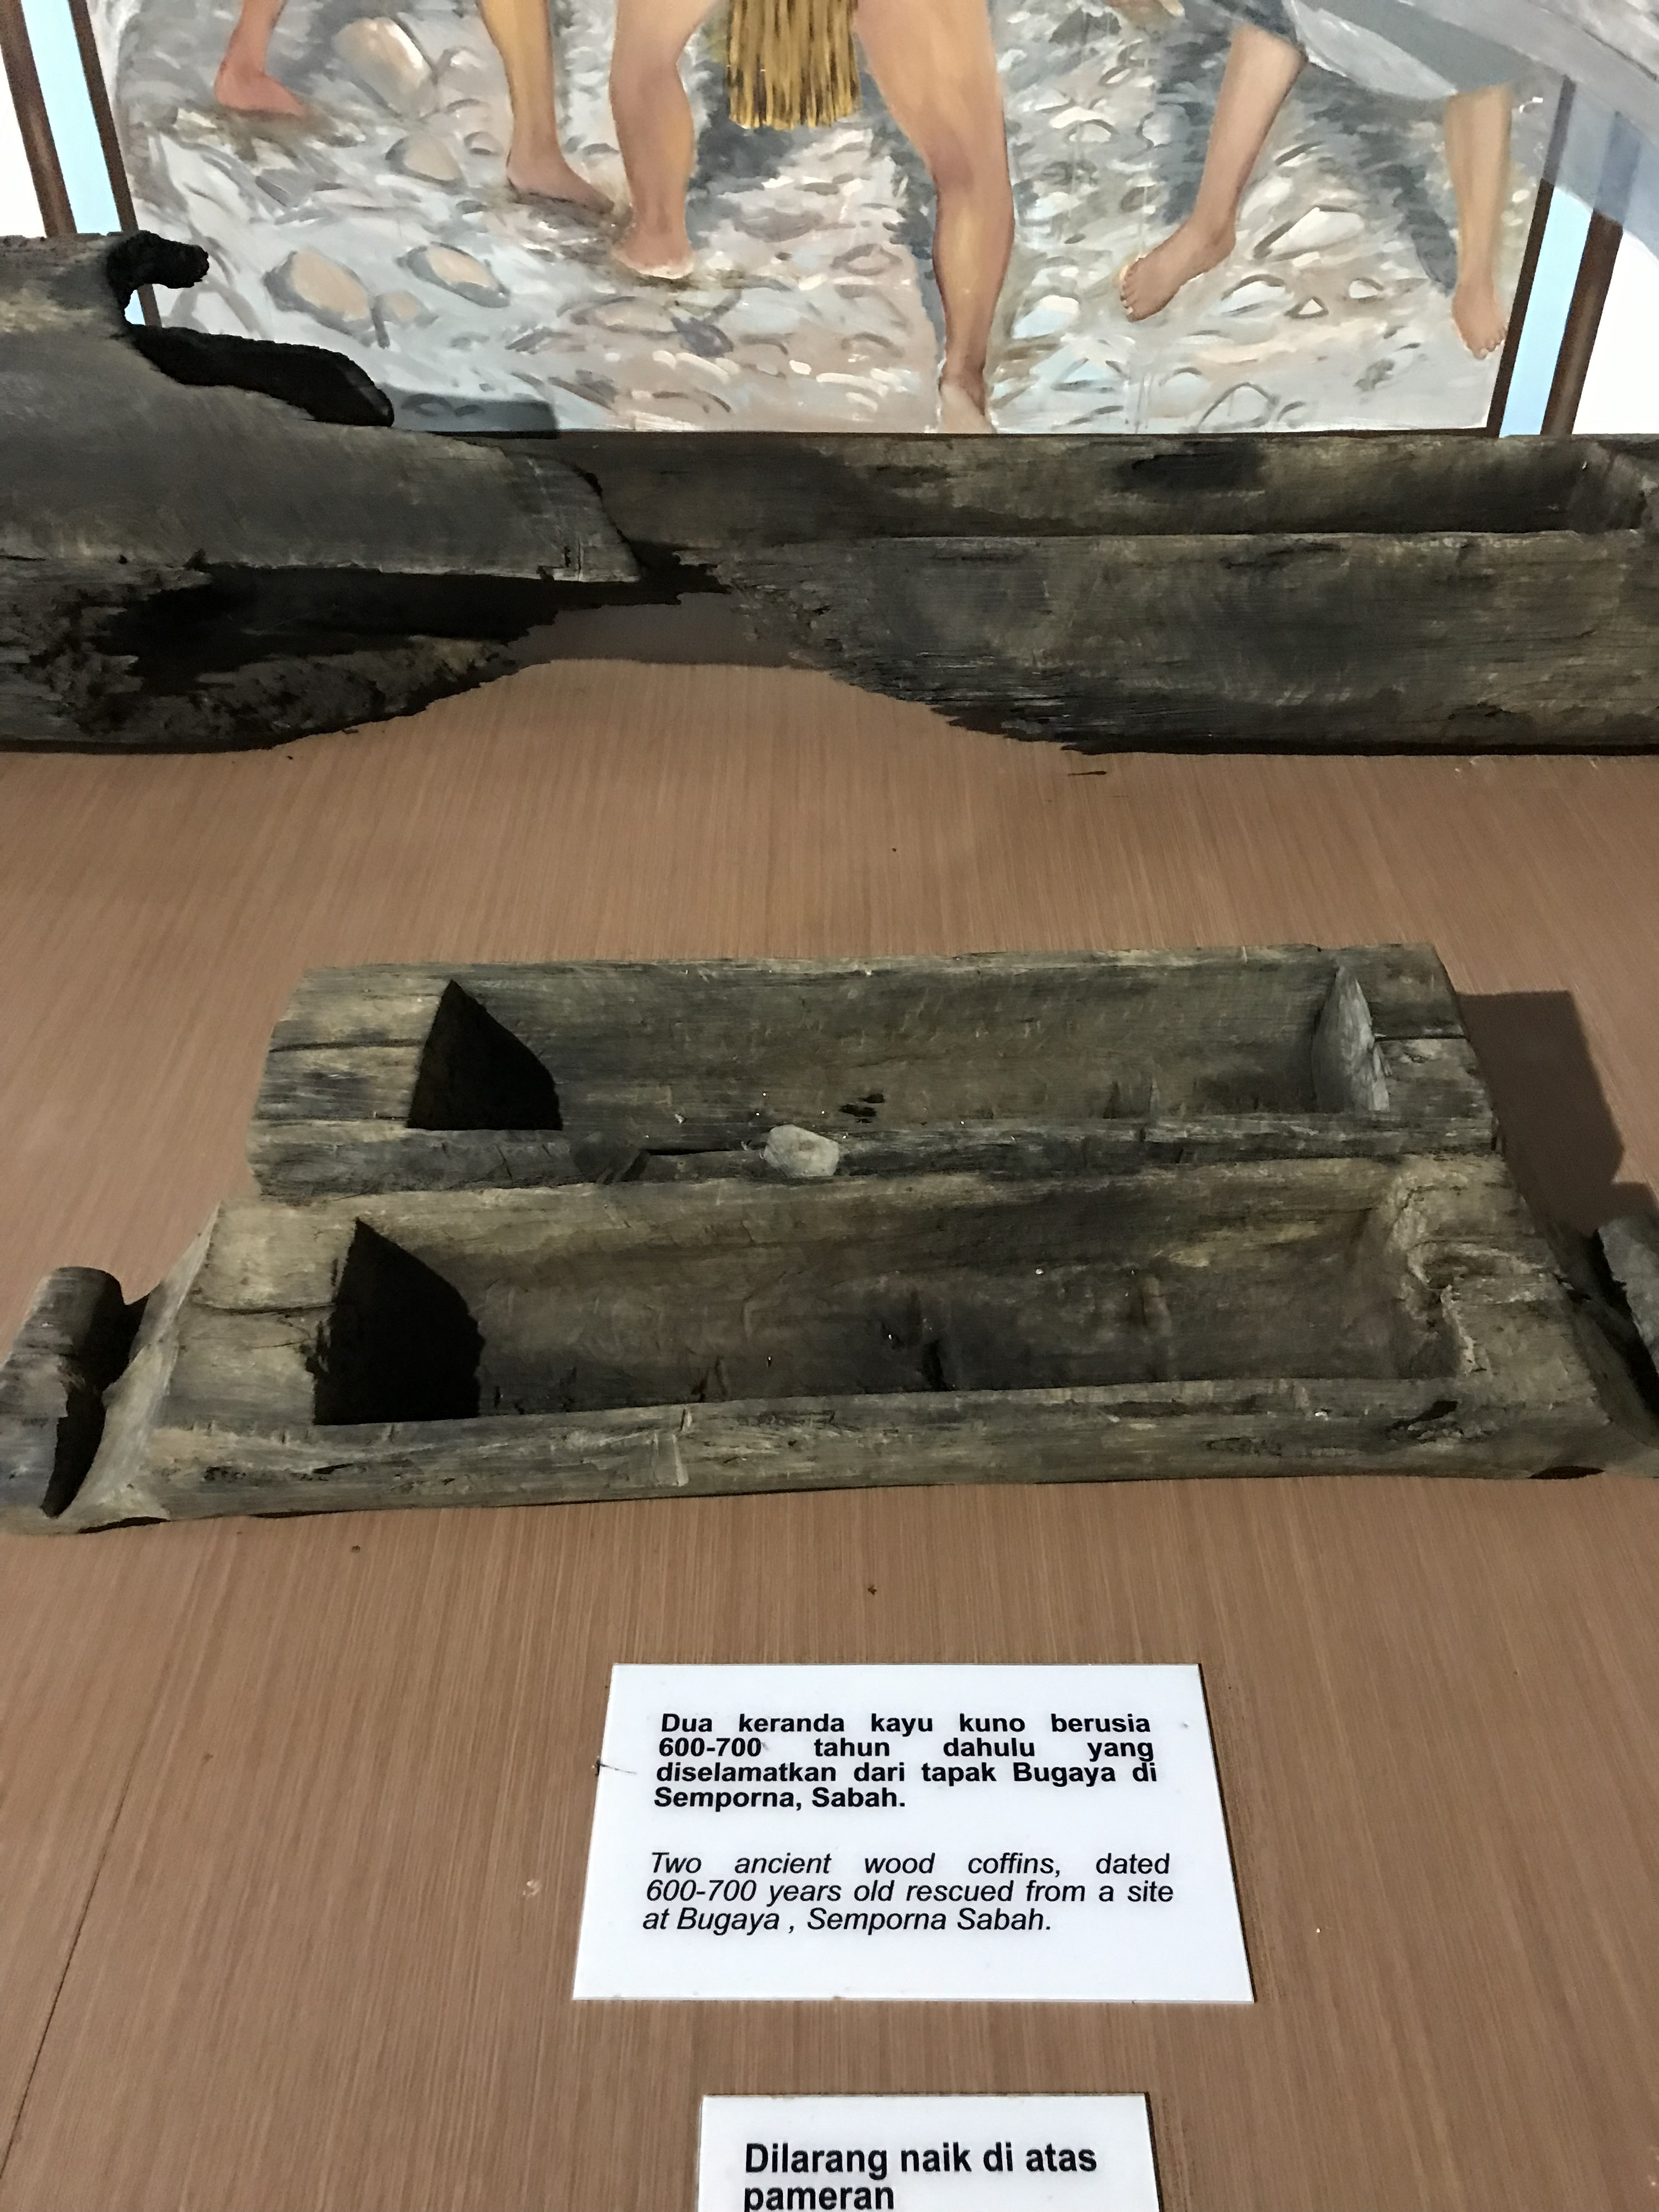 Dua keranda kayu kuno berusia
600-700 tahun dahulu yang
diselamatkan dari tapak Bugaya di
Semporna, Sabah.
Two ancient wood coffins, dated
600-700 years old rescued from a site
at Bugaya , Semporna Sabah.
Dilarang naik di atas
pameran